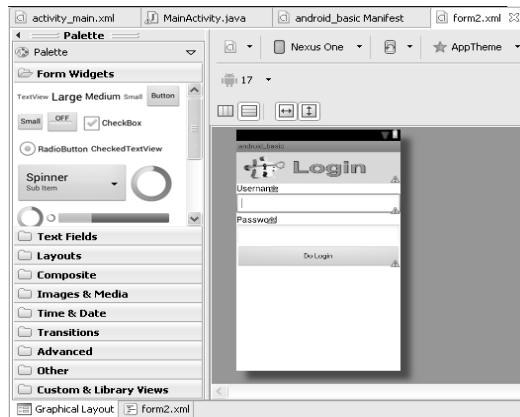 activity_main.xml
MainActivity.java
android_basic Manifest
form2.xml
Palette
Palette
Form Widgets
TextView Large Medium Small Button
Small OFF CheckBox
RadioButton CheckedTextView
Spinner
Sub Item
Text Fields
Layouts
Composite
Images & Media
Time & Date
Transitions
Advanced
Other
Custom & Library Views
Graphical Layout
form2.xml
Nexus One
AppTheme
17
android_basic
Login
Username
Password
Do Login